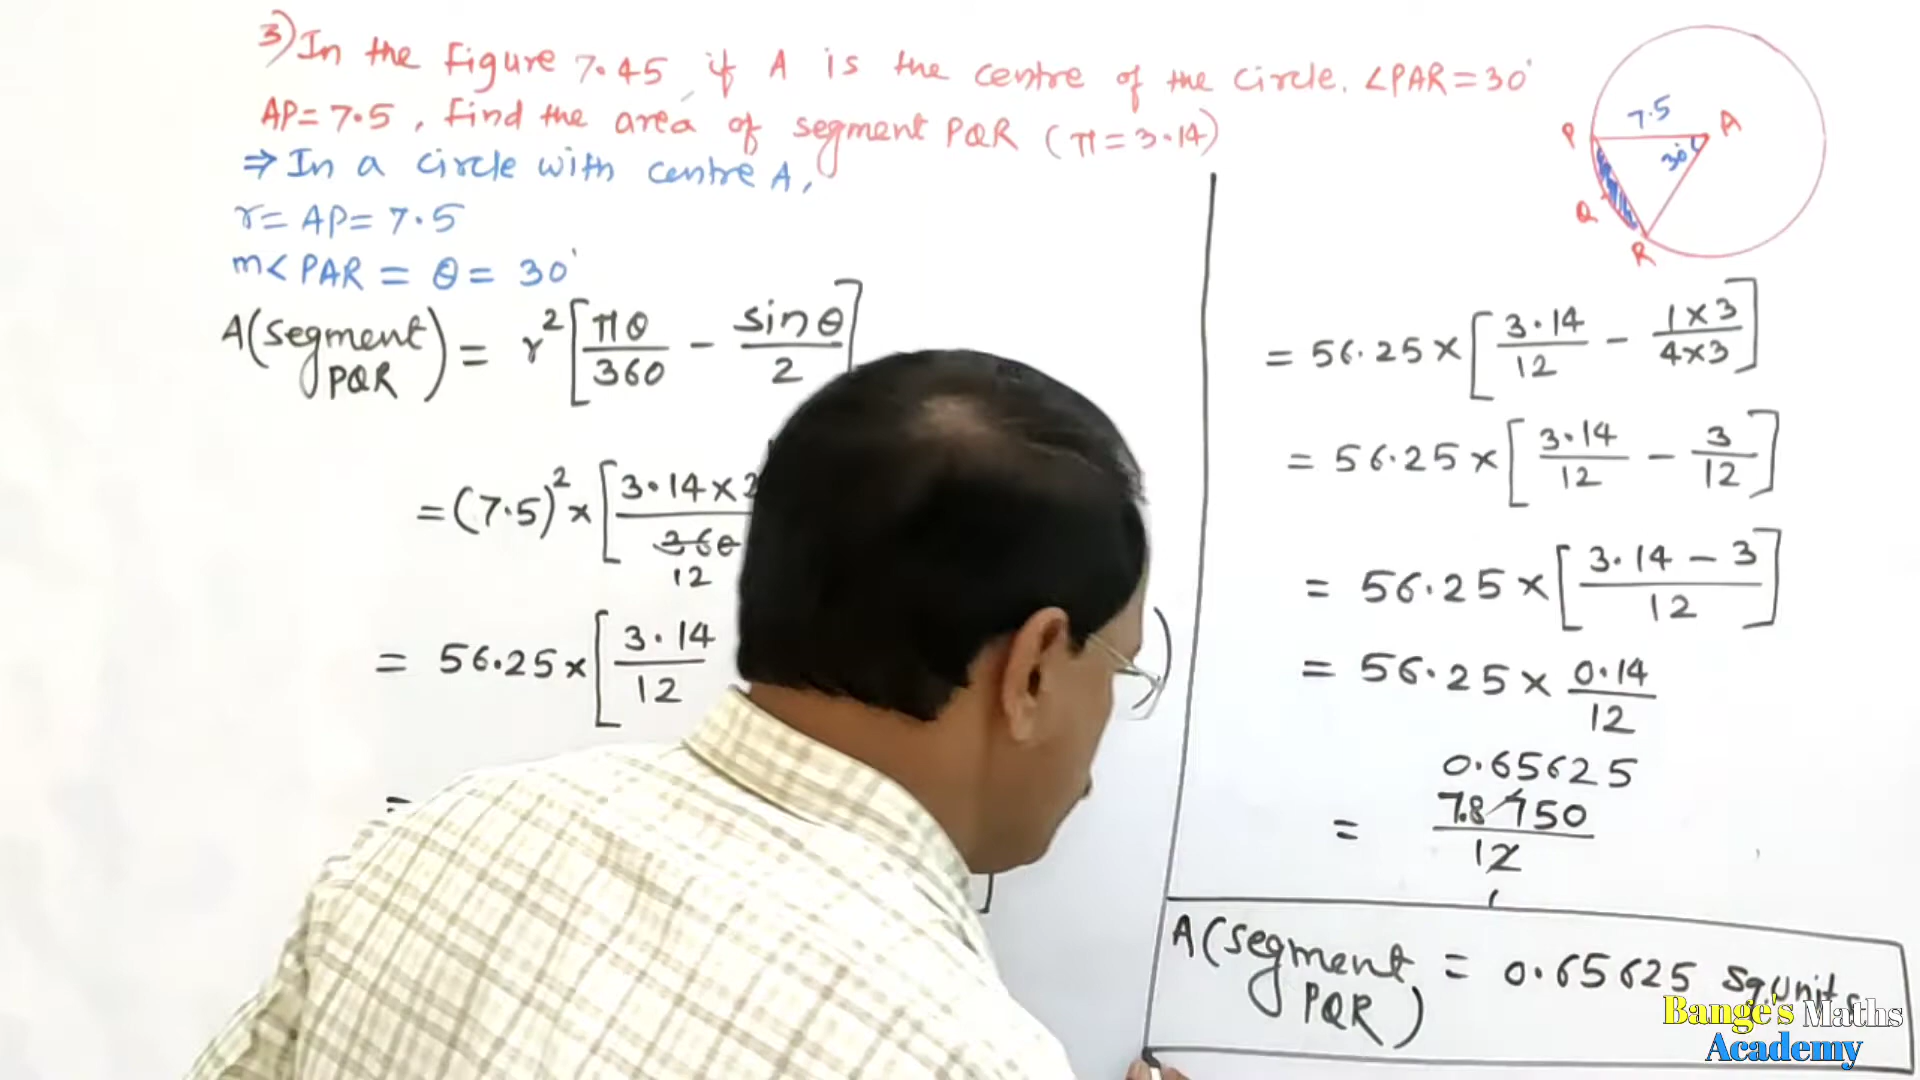 3) In the figure 7.45 if A is the centre of the circle. ∠PAR = 30°
AP = 7.5, find the area of segment PQR (π = 3.14)
⇒ In a circle with centre A,
r = AP = 7.5
m∠PAR = θ = 30°
A(segment PQR) = r² [πθ/360 − sinθ/2]
= (7.5)² × [3.14 × 3
360
12
= 56.25 × [3.14/12
=
7.5
P
A
30°
Q
R
= 56.25 × [3.14/12 − 1×3/4×3]
= 56.25 × [3.14/12 − 3/12]
= 56.25 × [3.14 − 3/12]
= 56.25 × 0.14/12
0.65625
= 7.8750/12
1
A(segment PQR) = 0.65625 sq.units
Bange's Maths
Academy